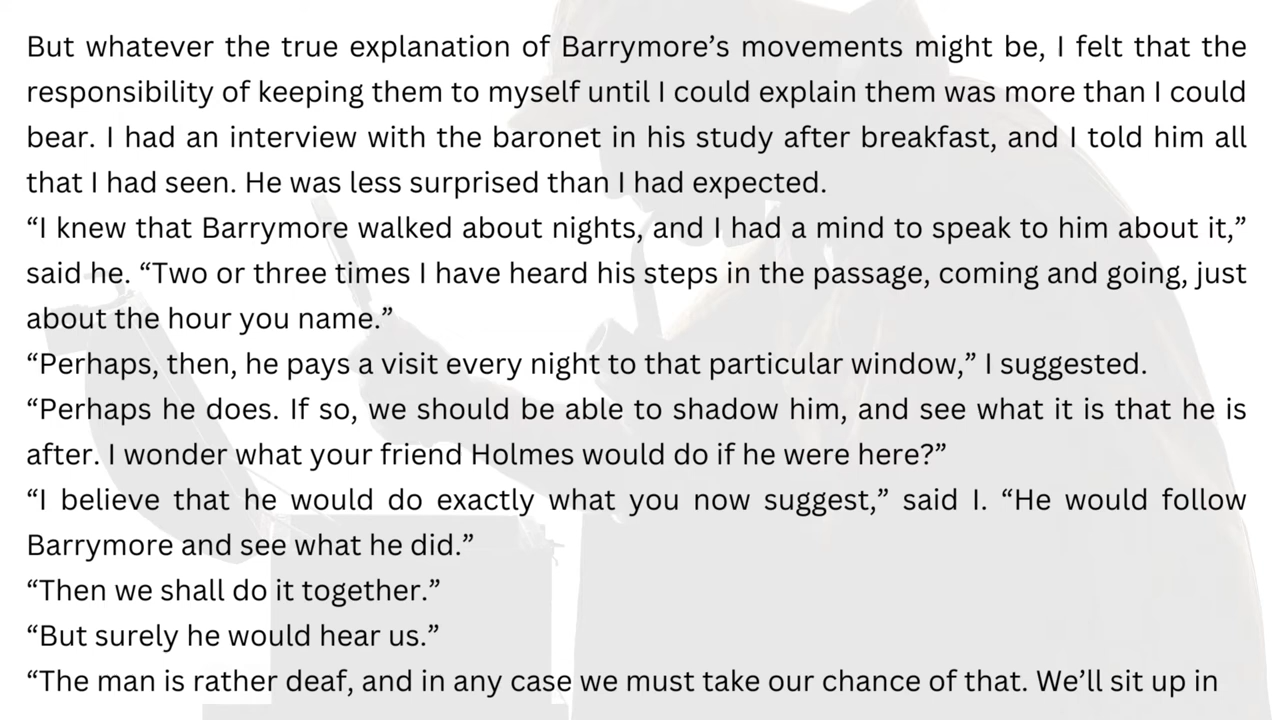 But whatever the true explanation of Barrymore’s movements might be, I felt that the
responsibility of keeping them to myself until I could explain them was more than I could
bear. I had an interview with the baronet in his study after breakfast, and I told him all
that I had seen. He was less surprised than I had expected.
“I knew that Barrymore walked about nights, and I had a mind to speak to him about it,”
said he. “Two or three times I have heard his steps in the passage, coming and going, just
about the hour you name.”
“Perhaps, then, he pays a visit every night to that particular window,” I suggested.
“Perhaps he does. If so, we should be able to shadow him, and see what it is that he is
after. I wonder what your friend Holmes would do if he were here?”
“I believe that he would do exactly what you now suggest,” said I. “He would follow
Barrymore and see what he did.”
“Then we shall do it together.”
“But surely he would hear us.”
“The man is rather deaf, and in any case we must take our chance of that. We’ll sit up in